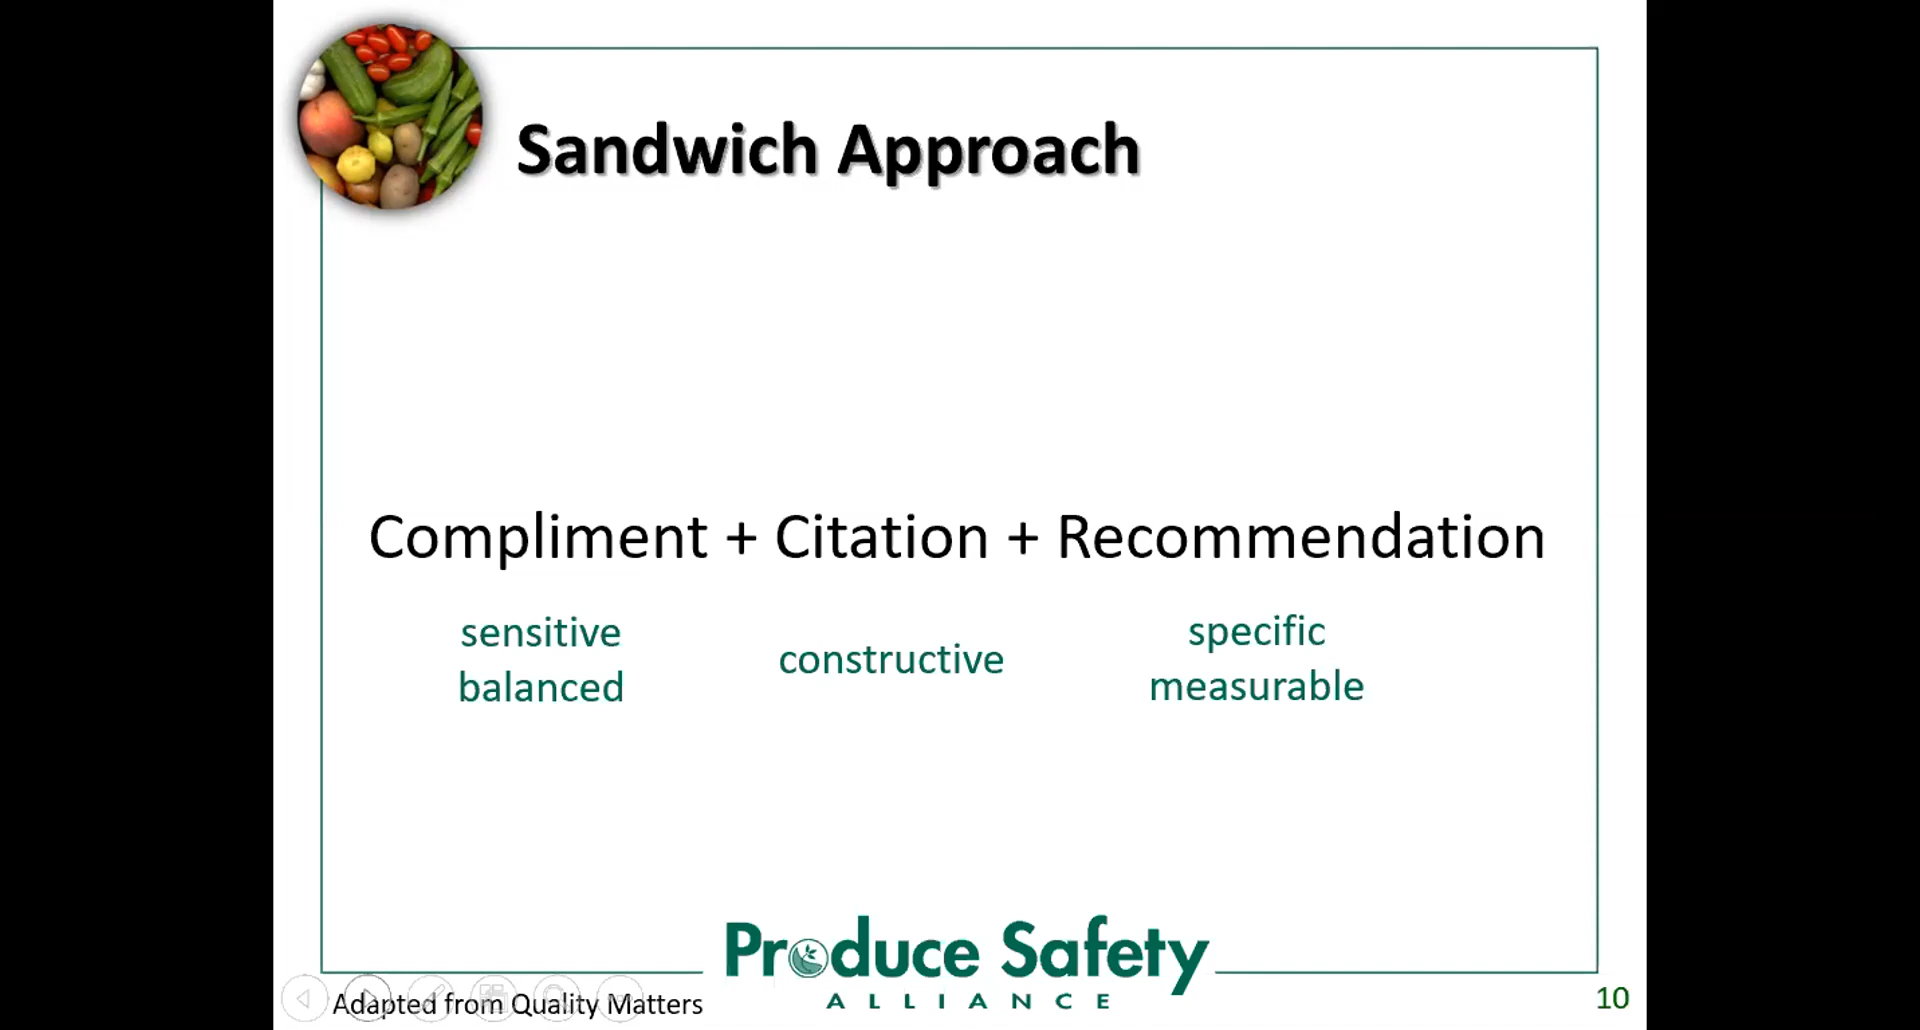 Sandwich Approach
Compliment + Citation + Recommendation
sensitive
balanced
constructive
specific
measurable
Produce Safety
ALLIANCE
Adapted from Quality Matters
10